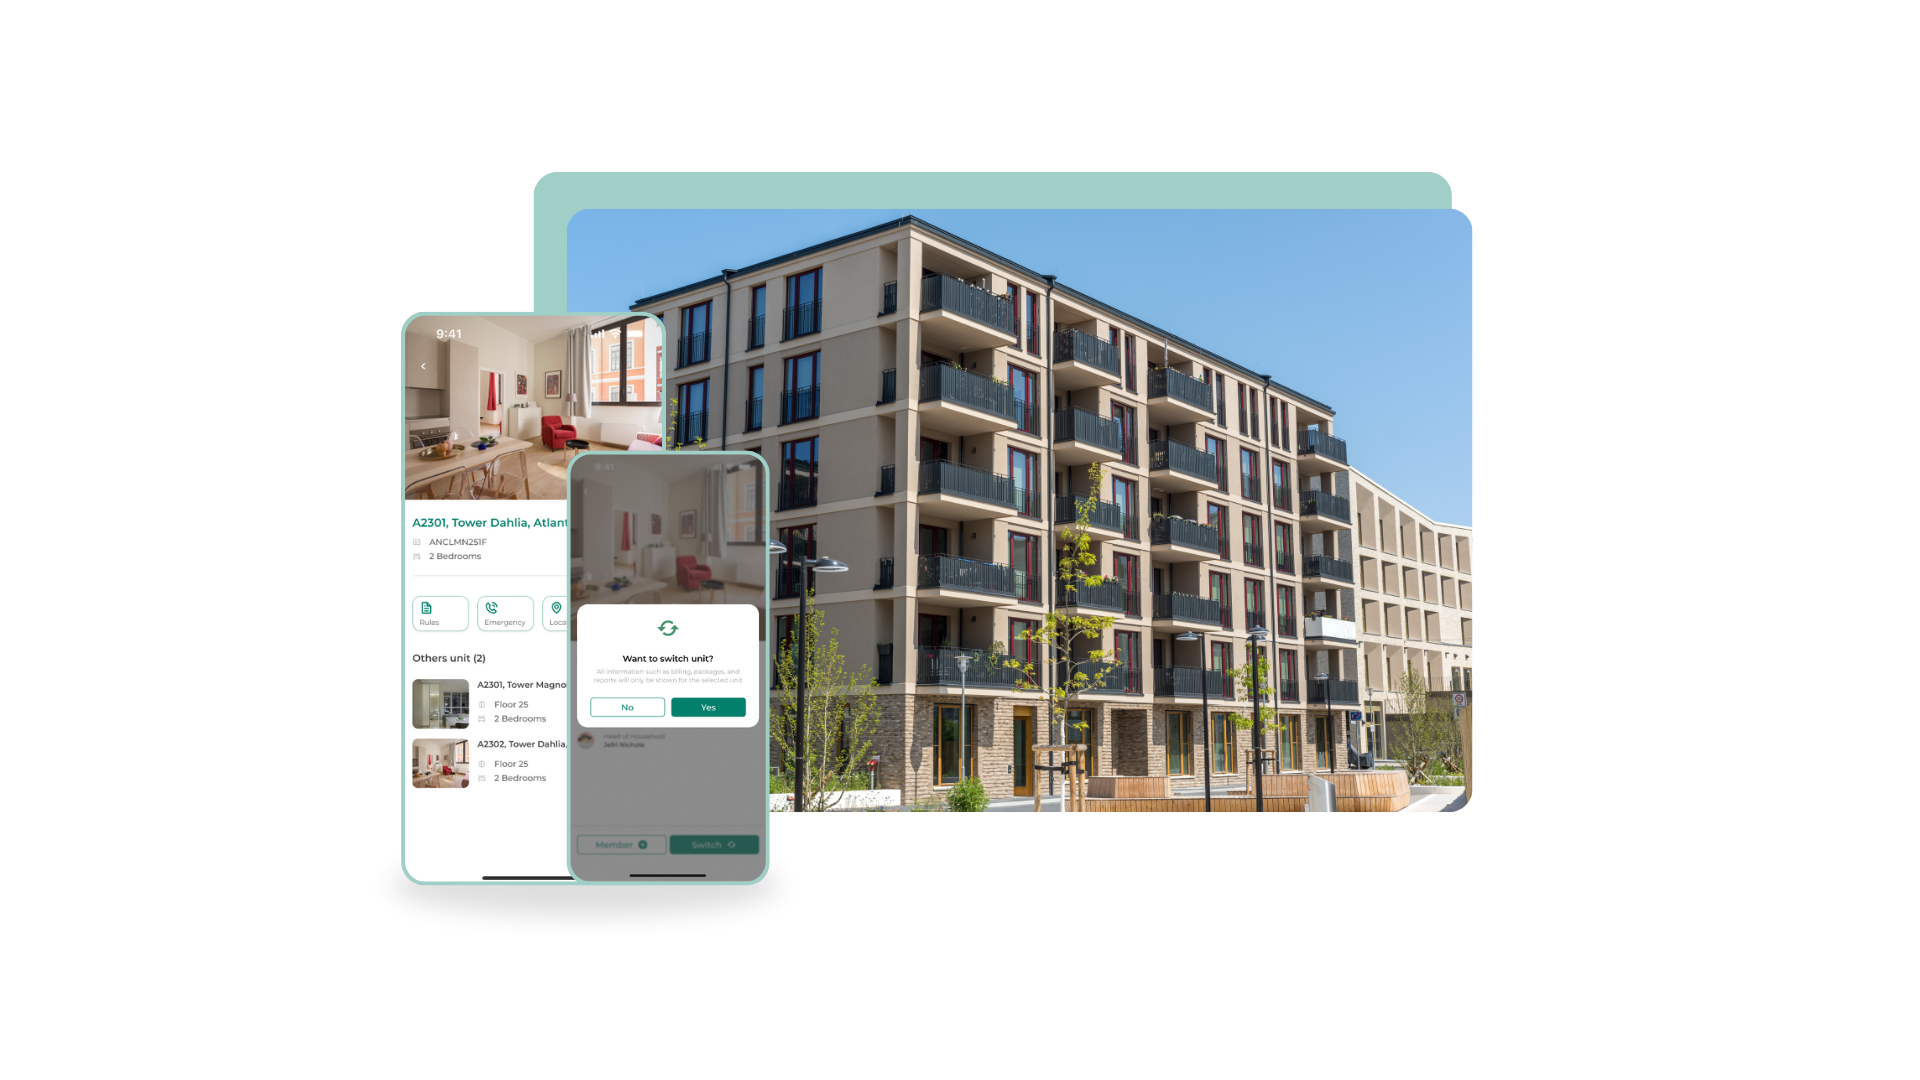 9:41
A2301, Tower Dahlia, Atlant
ANCLMN251F
2 Bedrooms
Rules
Emergency
Loca
Others unit (2)
A2301, Tower Magno
Floor 25
2 Bedrooms
A2302, Tower Dahlia,
Floor 25
2 Bedrooms
9:41
Want to switch unit?
All information such as billing, packages, and
reports will only be shown for the selected unit
No
Yes
Head of Household
Jefri Nichole
Member
Switch